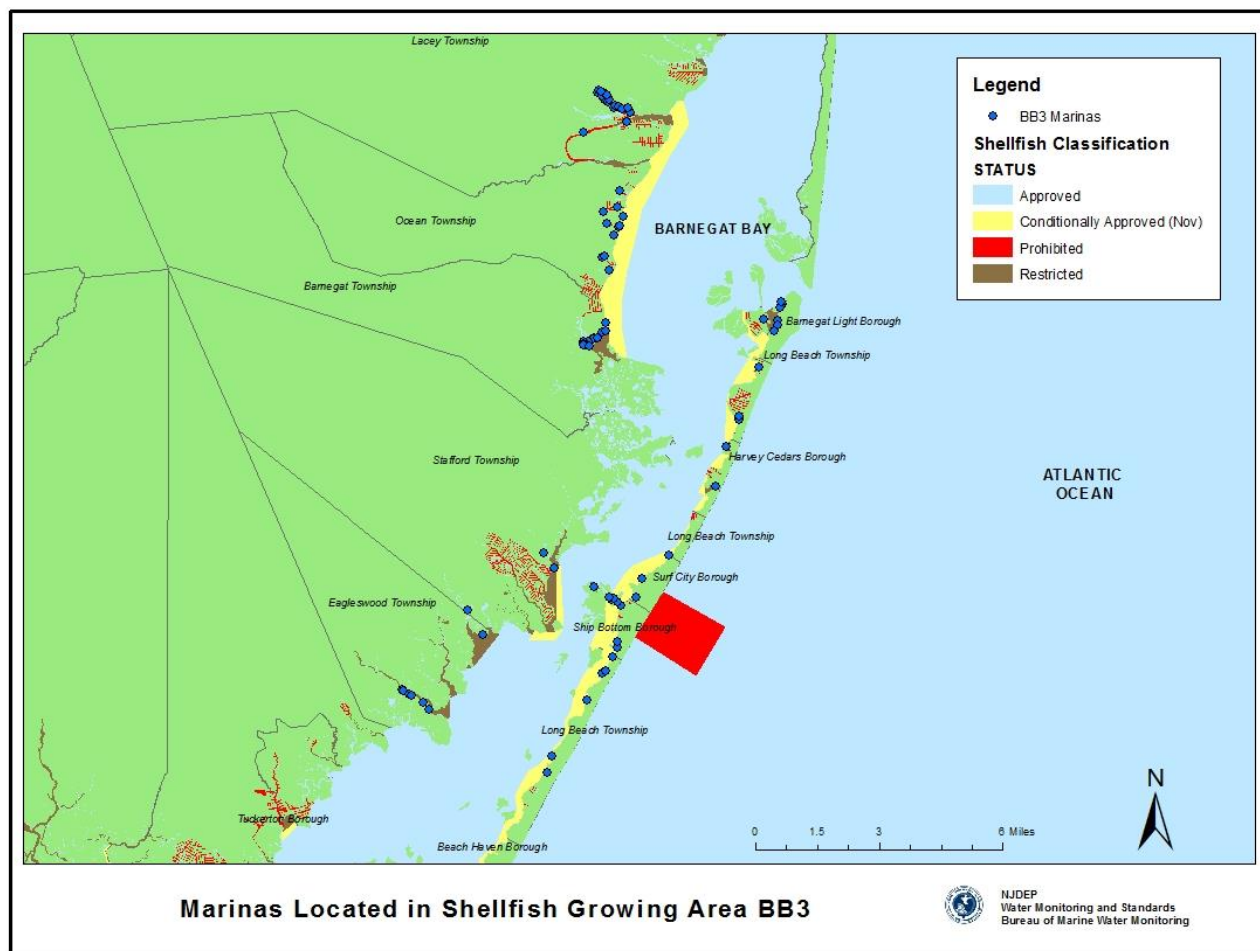 Lacey Township
Legend
BB3 Marinas
Shellfish Classification
STATUS
Approved
Conditionally Approved (Nov)
Prohibited
Restricted
Ocean Township
BARNEGAT BAY
Barnegat Township
Barnegat Light Borough
Long Beach Township
Stafford Township
Harvey Cedars Borough
ATLANTIC
OCEAN
Long Beach Township
Surf City Borough
Eagleswood Township
Ship Bottom Borough
Long Beach Township
N
Tuckerton Borough
0 1.5 3 6 Miles
Beach Haven Borough
Marinas Located in Shellfish Growing Area BB3
NJDEP
Water Monitoring and Standards
Bureau of Marine Water Monitoring